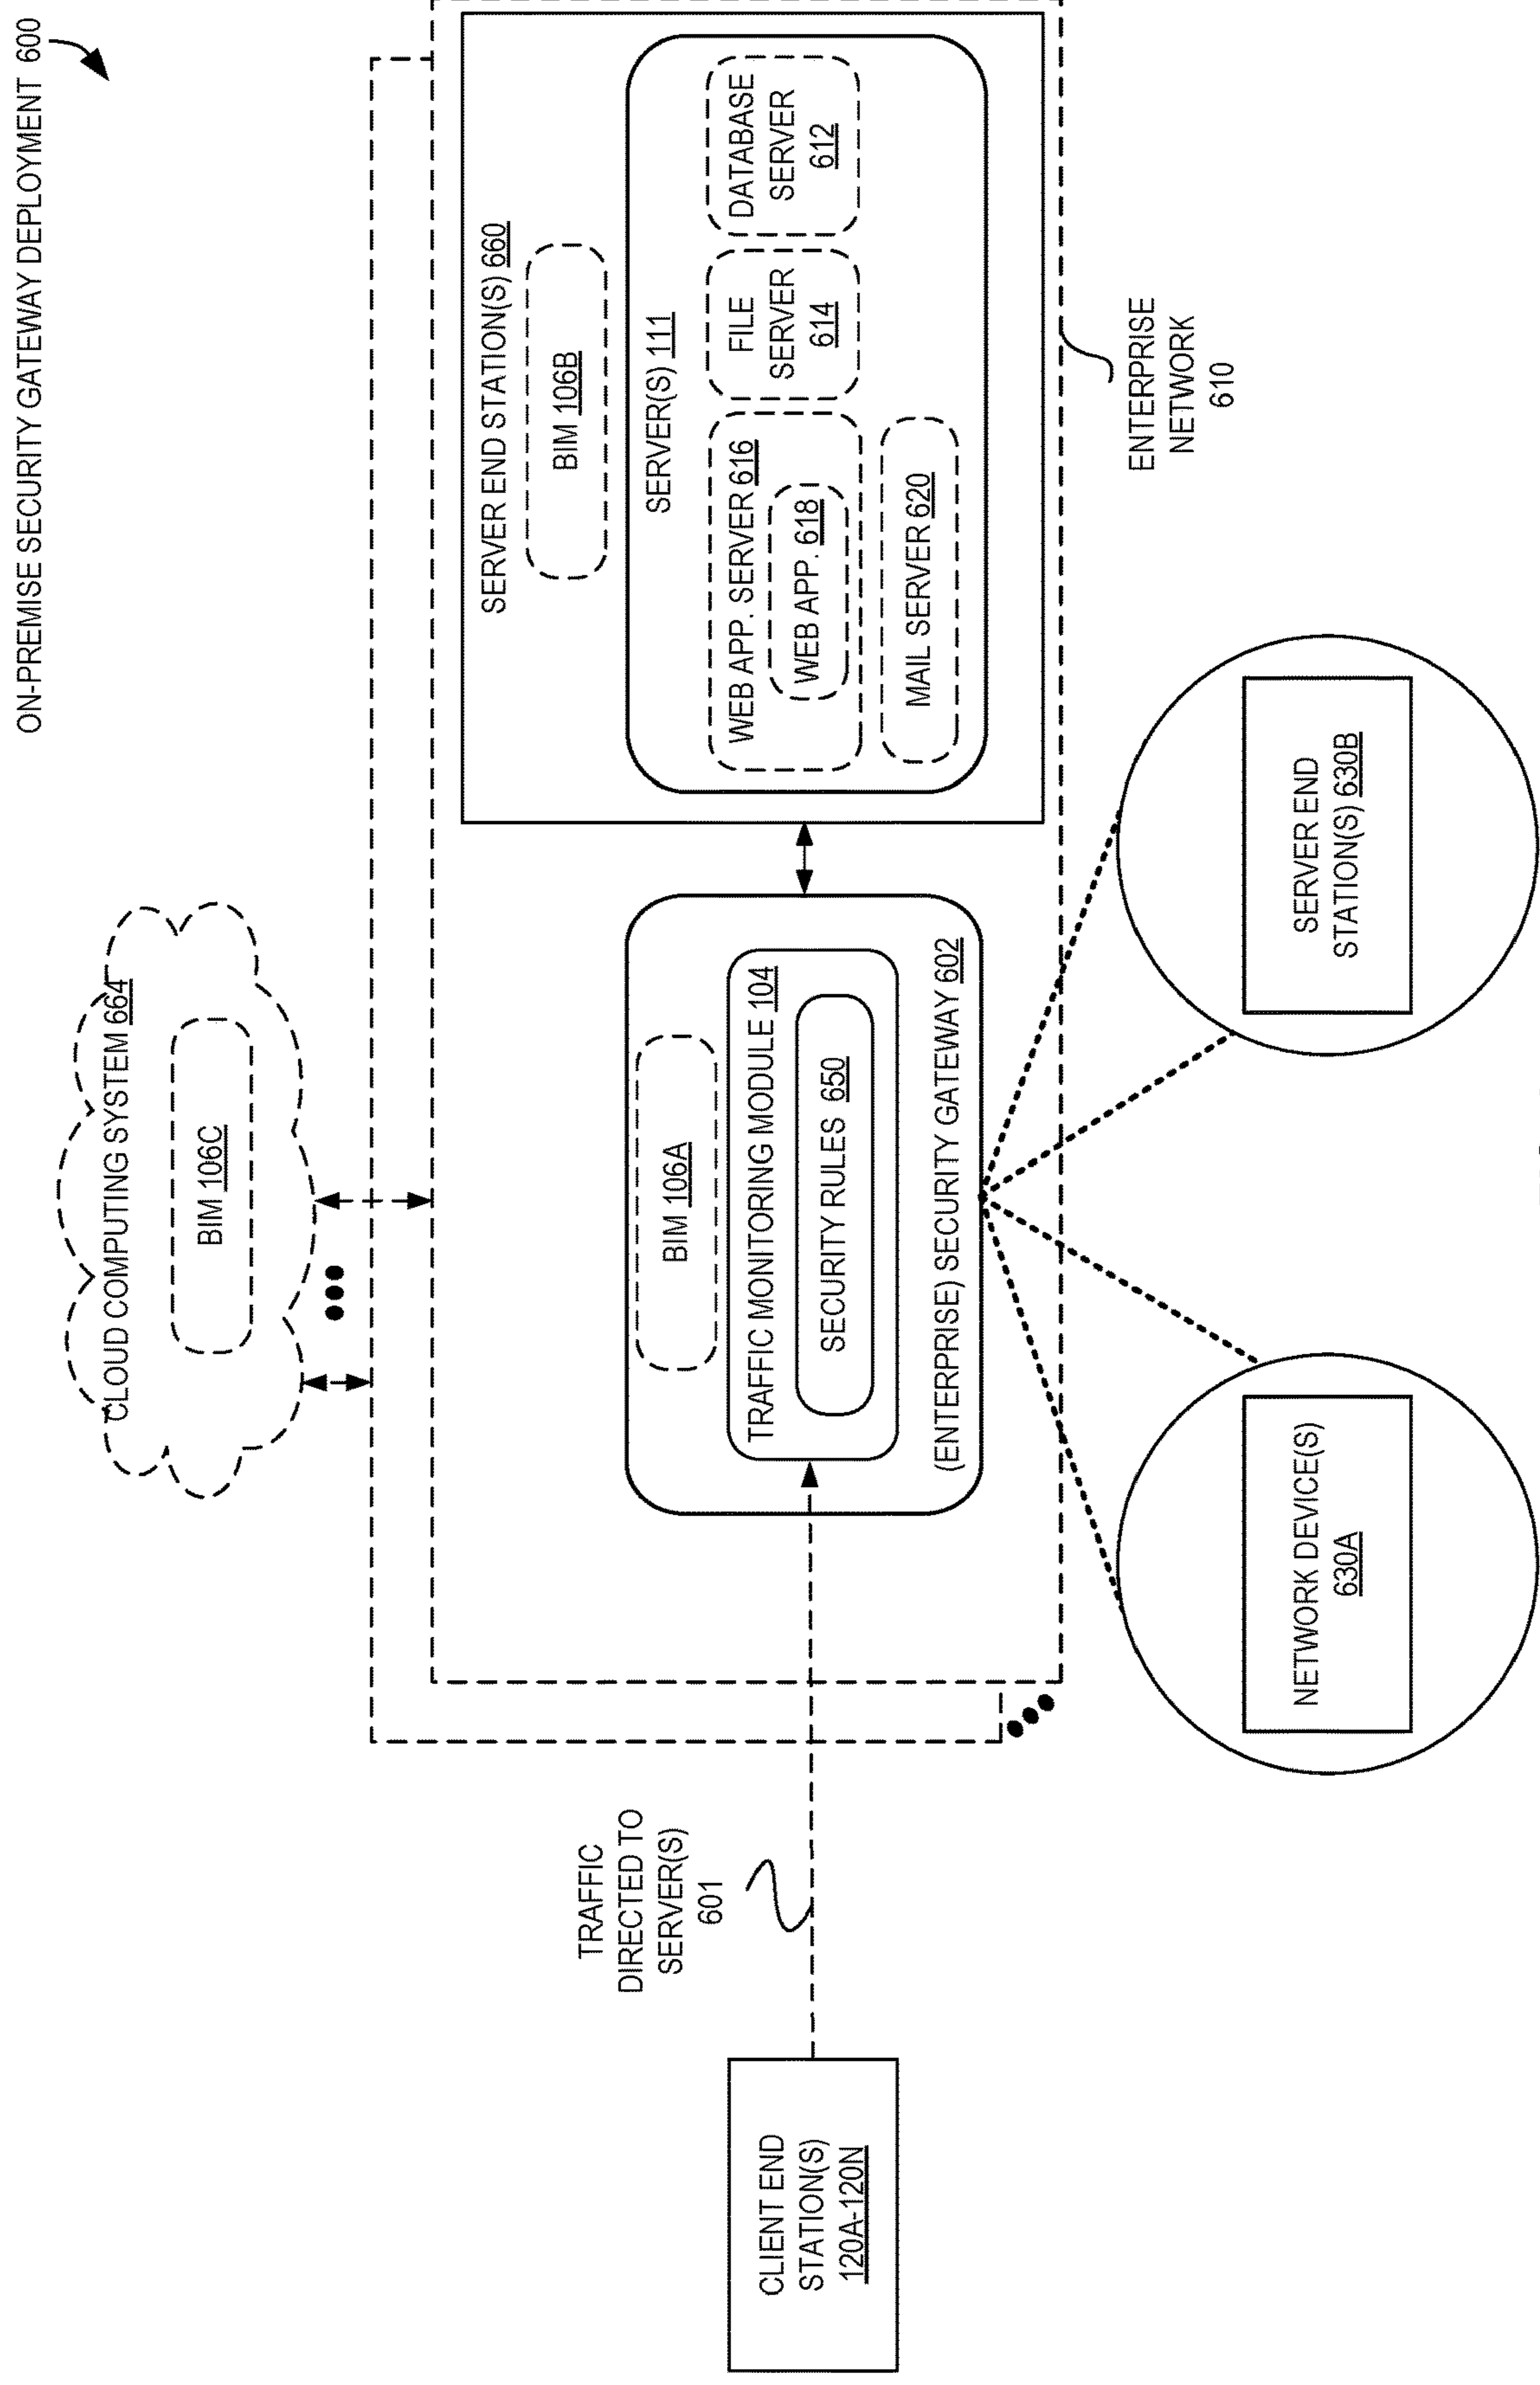 ON-PREMISE SECURITY GATEWAY DEPLOYMENT 600
CLOUD COMPUTING SYSTEM 664
BIM 106C
TRAFFIC
DIRECTED TO
SERVER(S)
601
CLIENT END
STATION(S)
120A-120N
BIM 106A
TRAFFIC MONITORING MODULE 104
SECURITY RULES 650
(ENTERPRISE) SECURITY GATEWAY 602
SERVER END STATION(S) 660
BIM 106B
SERVER(S) 111
WEB APP. SERVER 616
WEB APP. 618
FILE
SERVER
614
DATABASE
SERVER
612
MAIL SERVER 620
ENTERPRISE
NETWORK
610
NETWORK DEVICE(S)
630A
SERVER END
STATION(S) 630B